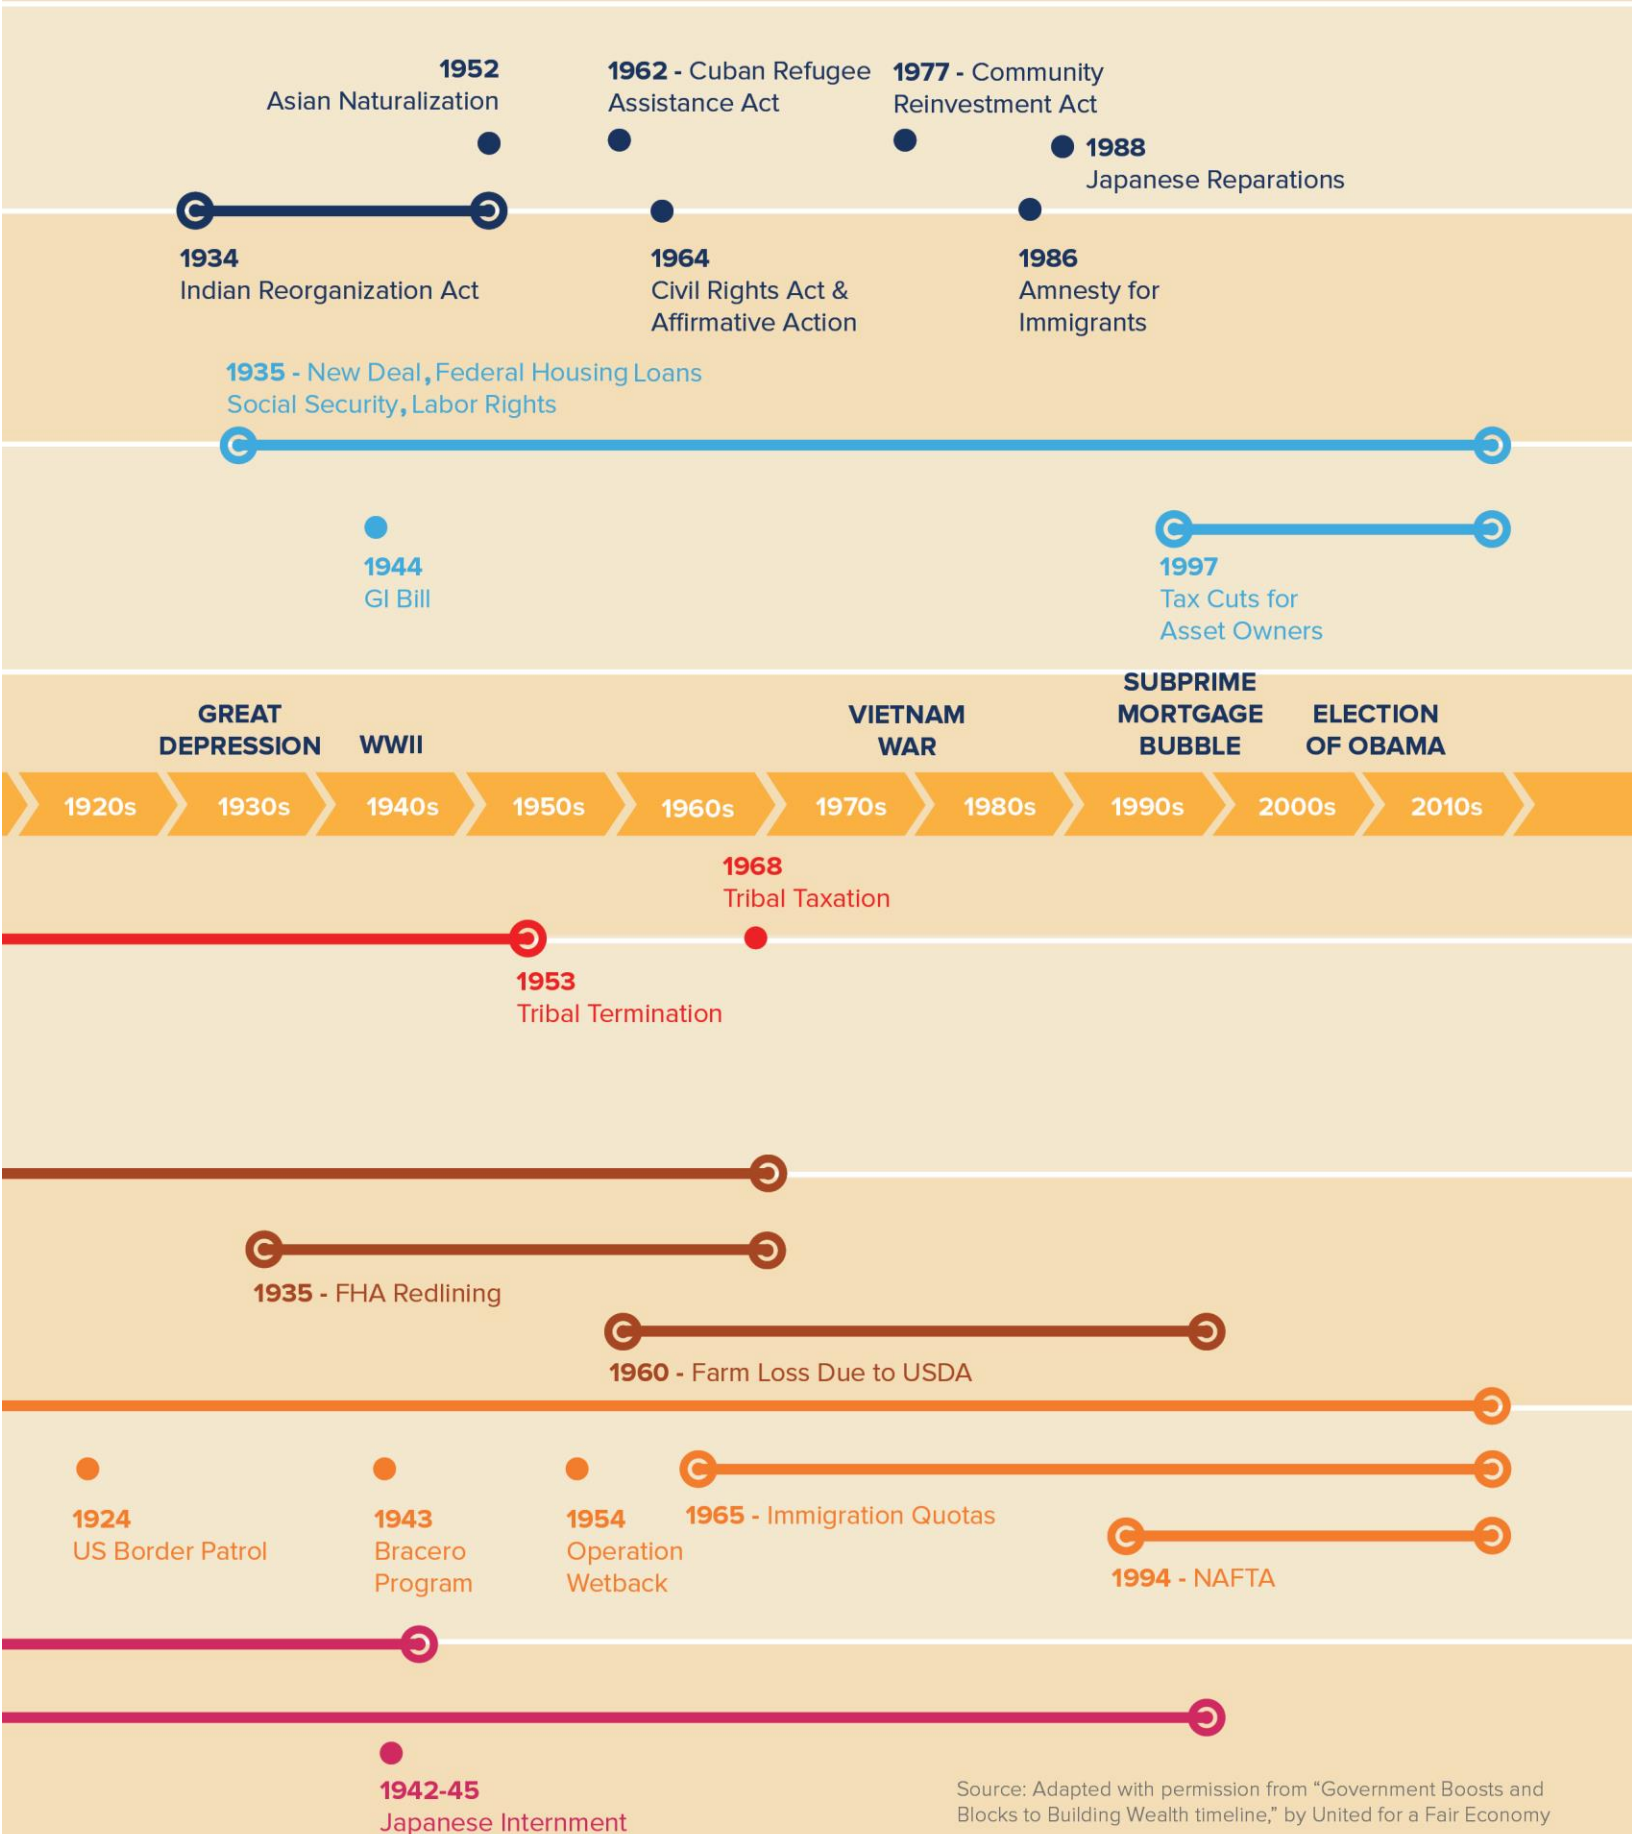 1952
Asian Naturalization
1962 - Cuban Refugee
Assistance Act
1977 - Community
Reinvestment Act
1988
Japanese Reparations
1934
Indian Reorganization Act
1964
Civil Rights Act &
Affirmative Action
1986
Amnesty for
Immigrants
1935 - New Deal, Federal Housing Loans
Social Security, Labor Rights
1944
GI Bill
1997
Tax Cuts for
Asset Owners
GREAT
DEPRESSION
WWII
VIETNAM
WAR
SUBPRIME
MORTGAGE
BUBBLE
ELECTION
OF OBAMA
1920s
1930s
1940s
1950s
1960s
1970s
1980s
1990s
2000s
2010s
1968
Tribal Taxation
1953
Tribal Termination
1935 - FHA Redlining
1960 - Farm Loss Due to USDA
1924
US Border Patrol
1943
Bracero
Program
1954
Operation
Wetback
1965 - Immigration Quotas
1994 - NAFTA
1942-45
Japanese Internment
Source: Adapted with permission from “Government Boosts and
Blocks to Building Wealth timeline,” by United for a Fair Economy